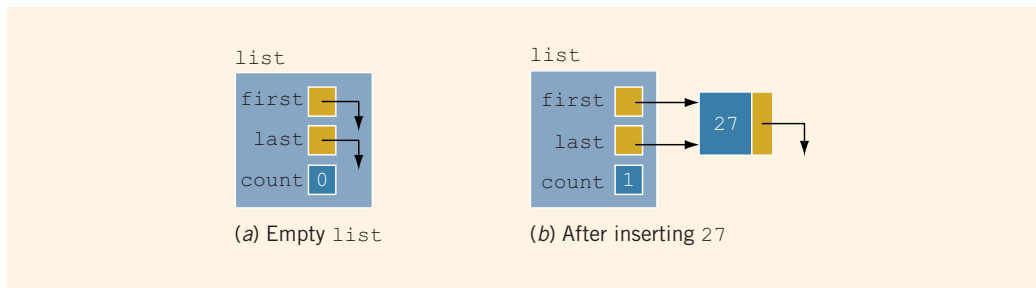 list
first
last
count 0
(a) Empty list
list
first
last
count 1
27
(b) After inserting 27